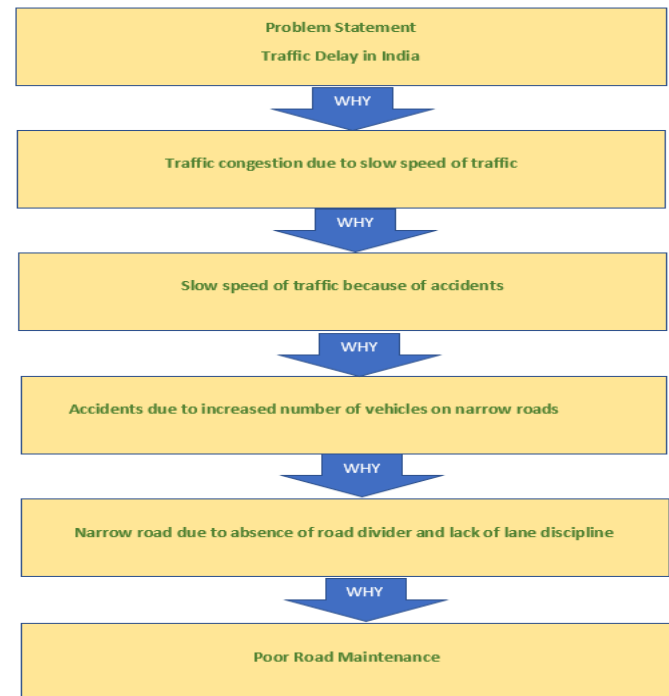 Problem Statement
Traffic Delay in India
WHY
Traffic congestion due to slow speed of traffic
WHY
Slow speed of traffic because of accidents
WHY
Accidents due to increased number of vehicles on narrow roads
WHY
Narrow road due to absence of road divider and lack of lane discipline
WHY
Poor Road Maintenance